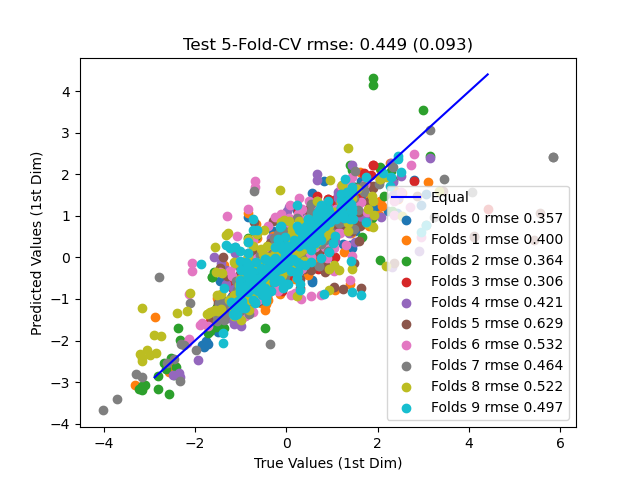 Test 5-Fold-CV rmse: 0.449 (0.093)
Predicted Values (1st Dim)
4
3
2
1
0
−1
−2
−3
−4
Equal
Folds 0 rmse 0.357
Folds 1 rmse 0.400
Folds 2 rmse 0.364
Folds 3 rmse 0.306
Folds 4 rmse 0.421
Folds 5 rmse 0.629
Folds 6 rmse 0.532
Folds 7 rmse 0.464
Folds 8 rmse 0.522
Folds 9 rmse 0.497
−4
−2
0
2
4
6
True Values (1st Dim)